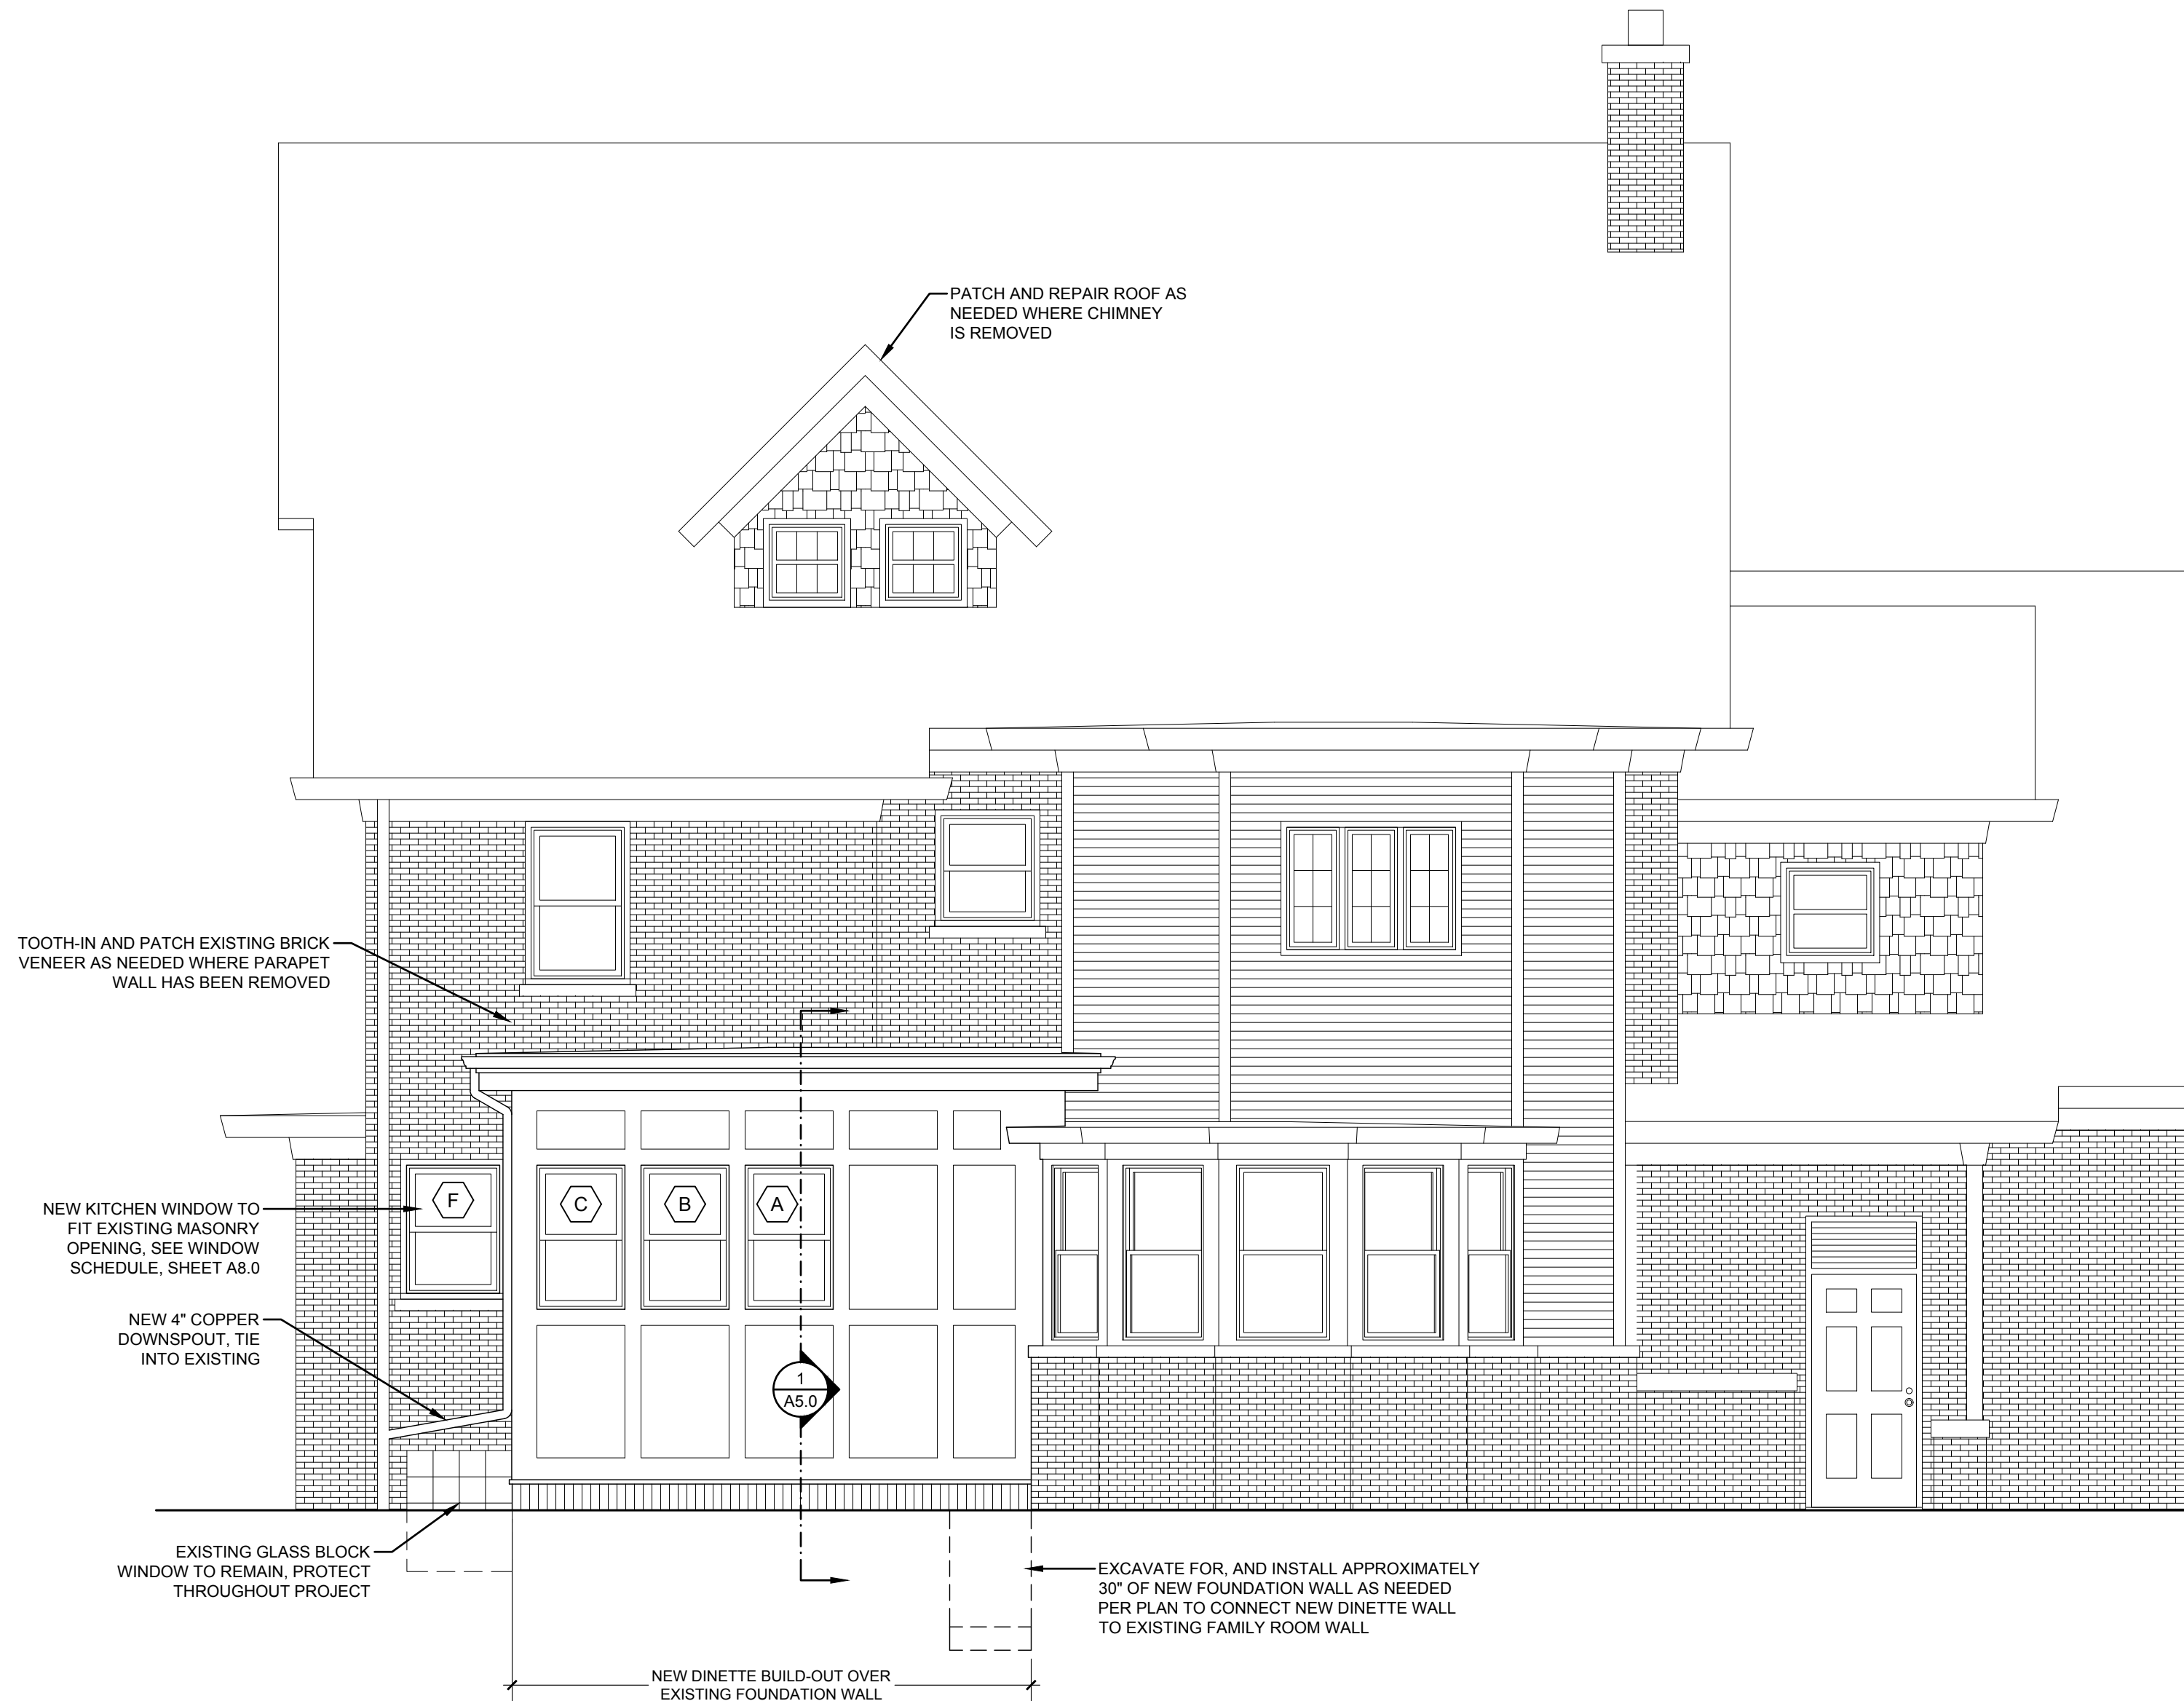 PATCH AND REPAIR ROOF AS
NEEDED WHERE CHIMNEY
IS REMOVED
TOOTH-IN AND PATCH EXISTING BRICK
VENEER AS NEEDED WHERE PARAPET
WALL HAS BEEN REMOVED
NEW KITCHEN WINDOW TO
FIT EXISTING MASONRY
OPENING, SEE WINDOW
SCHEDULE, SHEET A8.0
F
C
B
A
NEW 4" COPPER
DOWNSPOUT, TIE
INTO EXISTING
1
A5.0
EXISTING GLASS BLOCK
WINDOW TO REMAIN, PROTECT
THROUGHOUT PROJECT
EXCAVATE FOR, AND INSTALL APPROXIMATELY
30" OF NEW FOUNDATION WALL AS NEEDED
PER PLAN TO CONNECT NEW DINETTE WALL
TO EXISTING FAMILY ROOM WALL
NEW DINETTE BUILD-OUT OVER
EXISTING FOUNDATION WALL